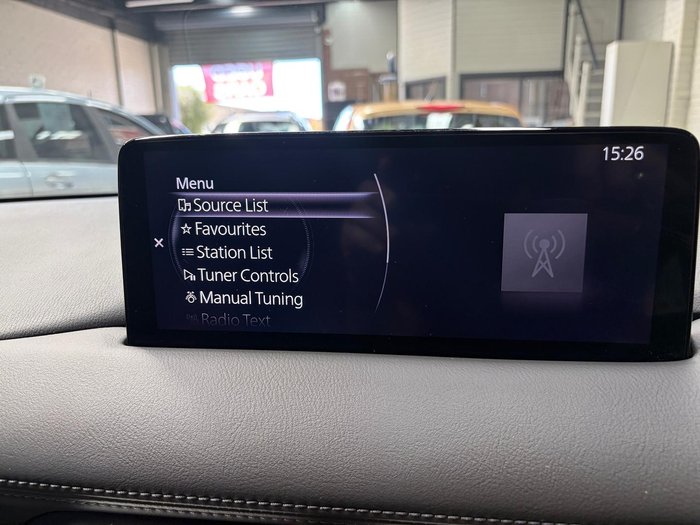 15:26
Menu
Source List
Favourites
Station List
Tuner Controls
Manual Tuning
Radio Text